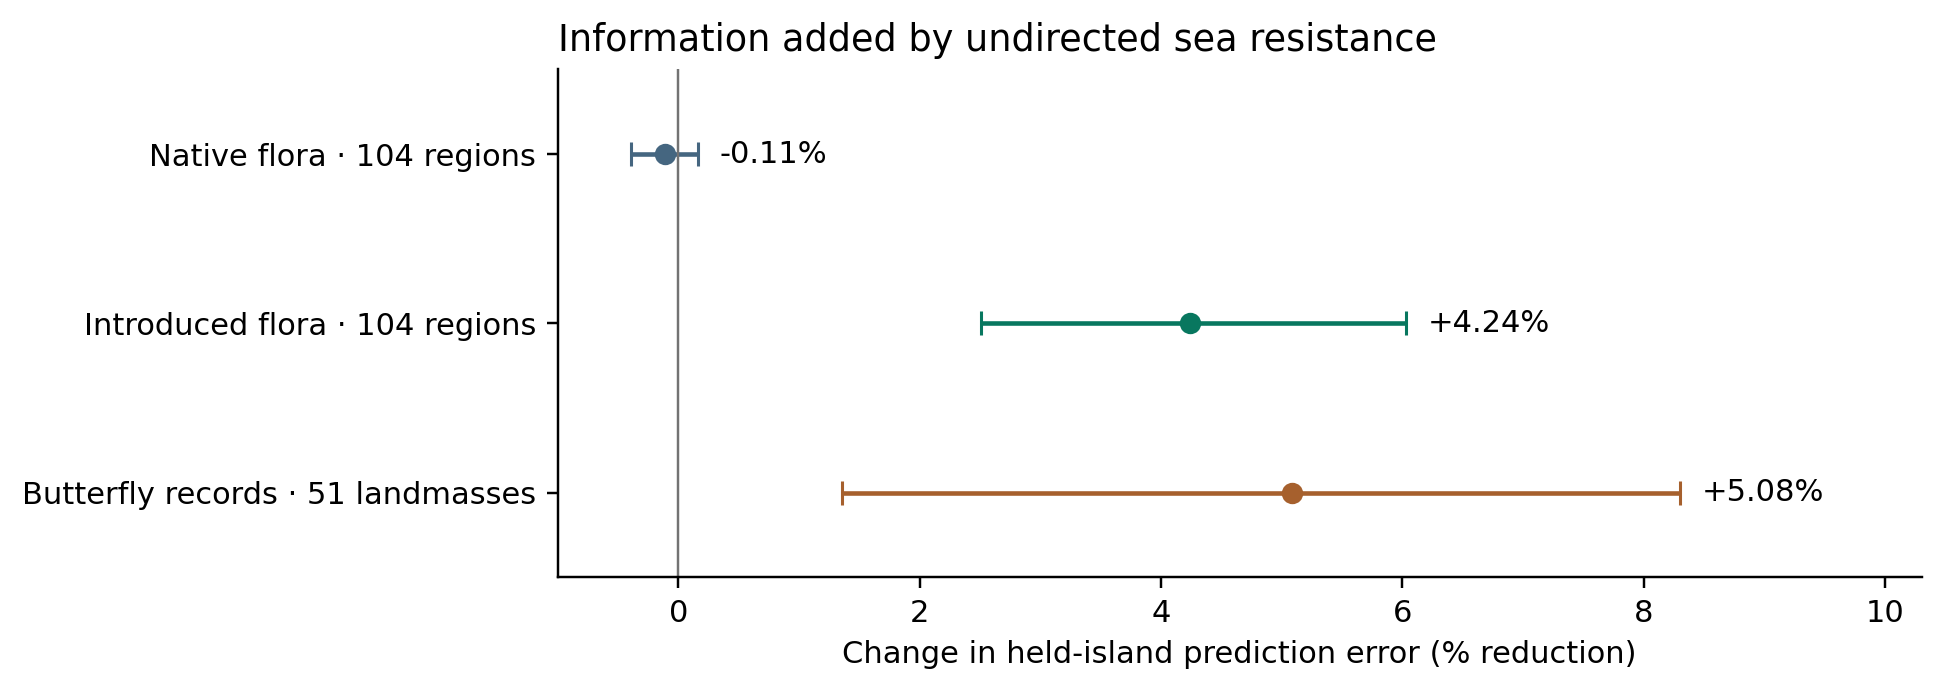 Information added by undirected sea resistance
Native flora · 104 regions
-0.11%
Introduced flora · 104 regions
+4.24%
Butterfly records · 51 landmasses
+5.08%
0 2 4 6 8 10
Change in held-island prediction error (% reduction)